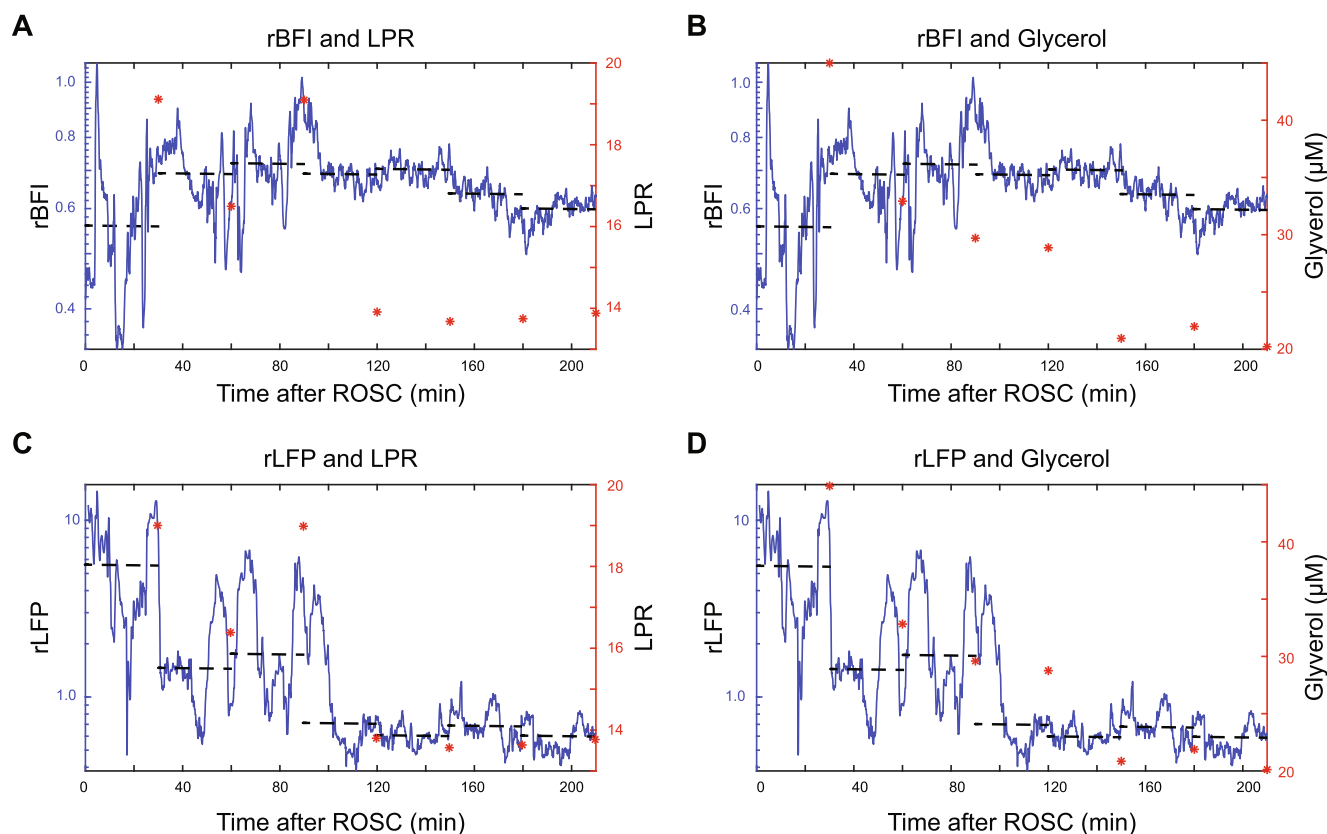 A
rBFI and LPR
B
rBFI and Glycerol
1.0
0.8
0.6
0.4
rBFI
20
18
16
14
LPR
0 40 80 120 160 200
Time after ROSC (min)
1.0
0.8
0.6
0.4
rBFI
40
30
20
Glyverol (μM)
0 40 80 120 160 200
Time after ROSC (min)
C
rLFP and LPR
D
rLFP and Glycerol
10
1.0
rLFP
20
18
16
14
LPR
0 40 80 120 160 200
Time after ROSC (min)
10
1.0
rLFP
40
30
20
Glyverol (μM)
0 40 80 120 160 200
Time after ROSC (min)